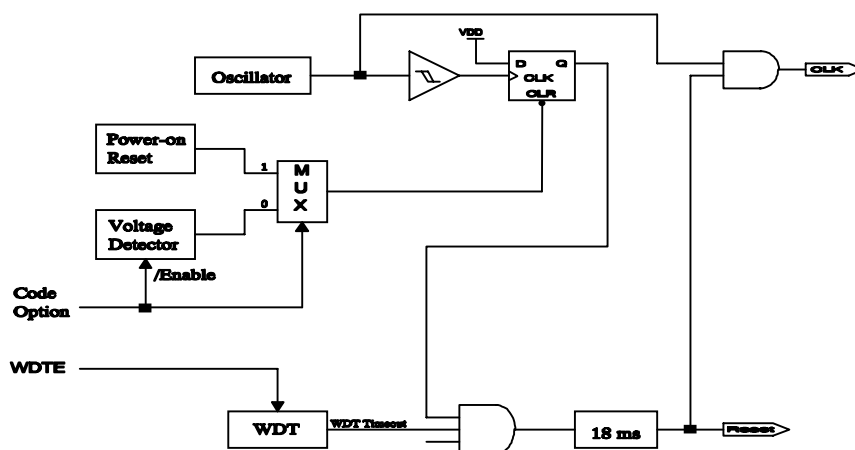 VDD
D Q
CLK
CLR
Oscillator
CLK
Power-on
Reset
1
M
U
X
0
Voltage
Detector
/Enable
Code
Option
WDTE
WDT
WDT Timeout
18 ms
Reset